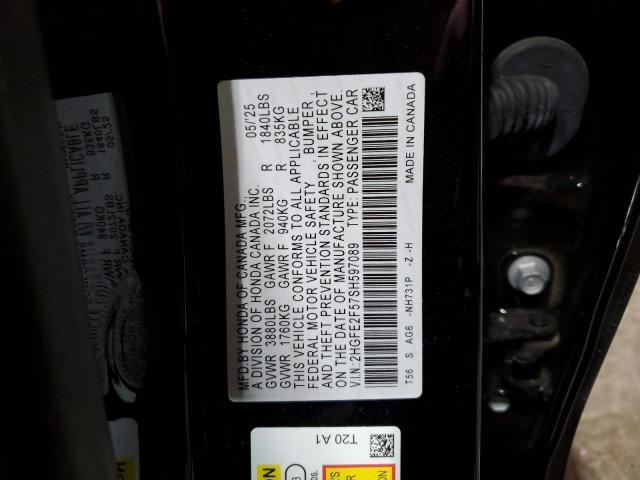 MFD.BY HONDA OF CANADA MFG.
A DIVISION OF HONDA CANADA INC. 05/'25
GVWR 3880LBS GAWR F 2072LBS R 1840LBS
GVWR 1760KG GAWR F 940KG R 835KG
THIS VEHICLE CONFORMS TO ALL APPLICABLE
FEDERAL MOTOR VEHICLE SAFETY , BUMPER ,
AND THEFT PREVENTION STANDARDS IN EFFECT
ON THE DATE OF MANUFACTURE SHOWN ABOVE.
V.I.N.:2HGFE2F57SH597089 TYPE: PASSENGER CAR
T56 S AG6 -NH731P -Z -H MADE IN CANADA
T20 A1